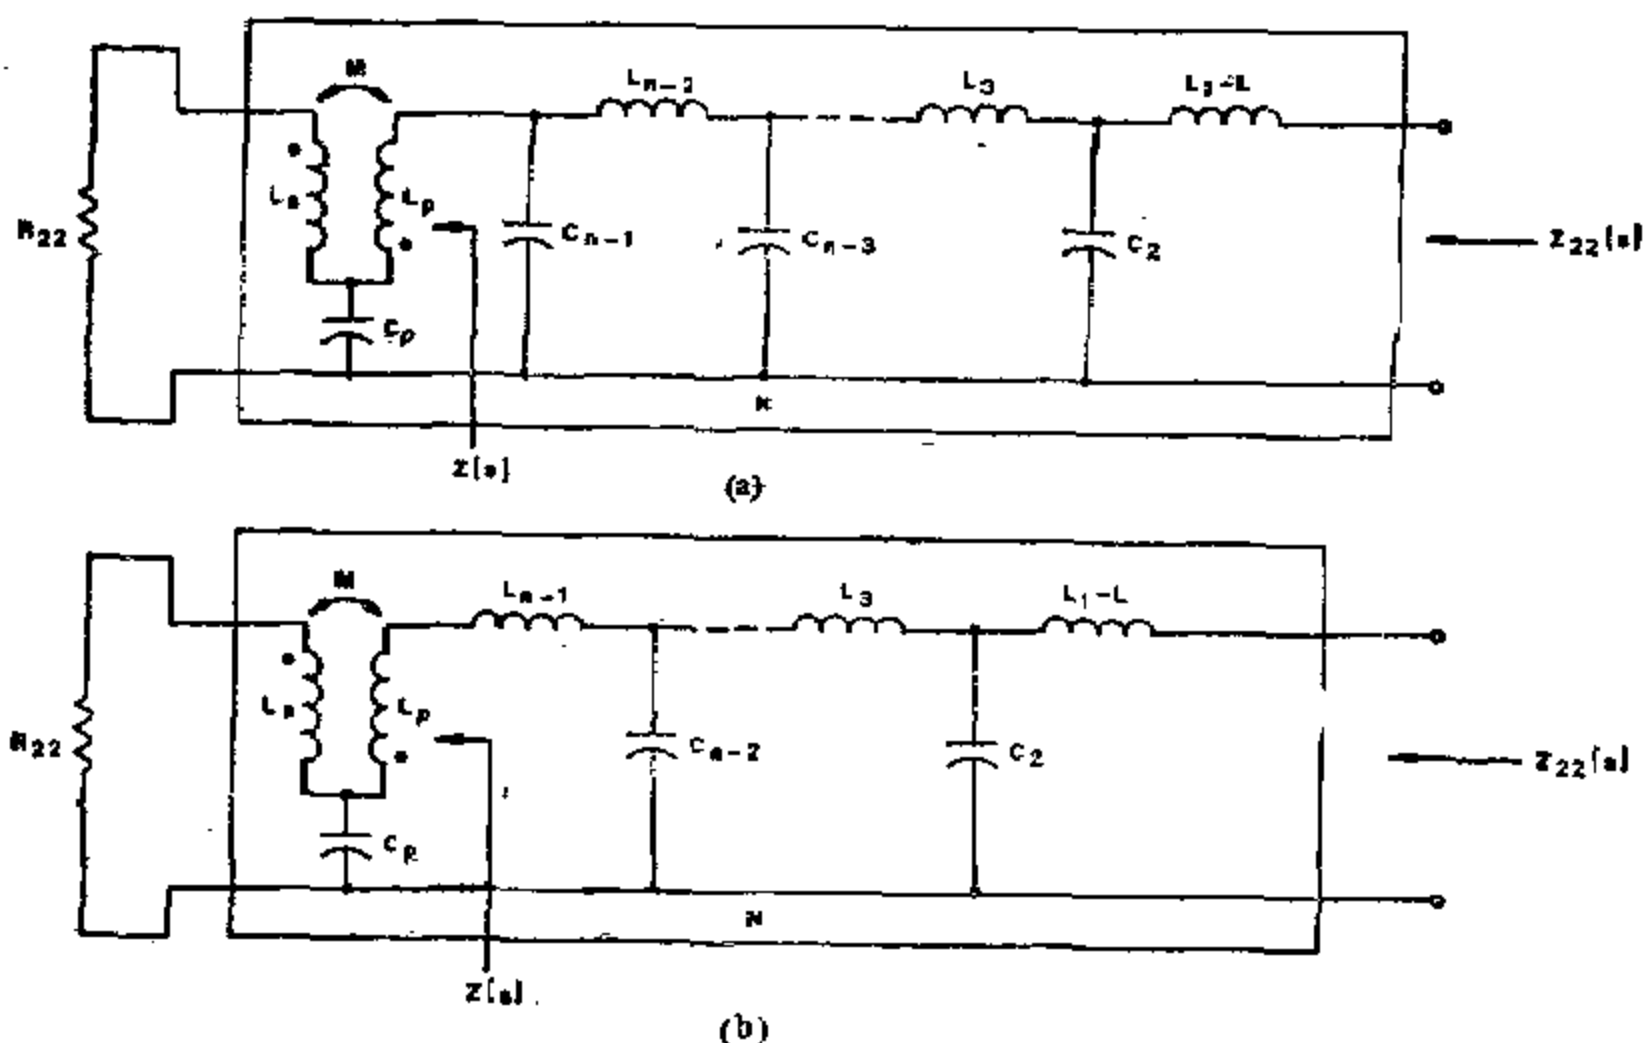 M
Ln-2
L3
L1-L
R22
Ls
Lp
Cn-1
Cn-3
C2
Z22(s)
Cp
N
Z(s)
(a)
M
Ln-1
L3
L1-L
R22
Ls
Lp
Cn-2
C2
Z22(s)
Cp
N
Z(s)
(b)